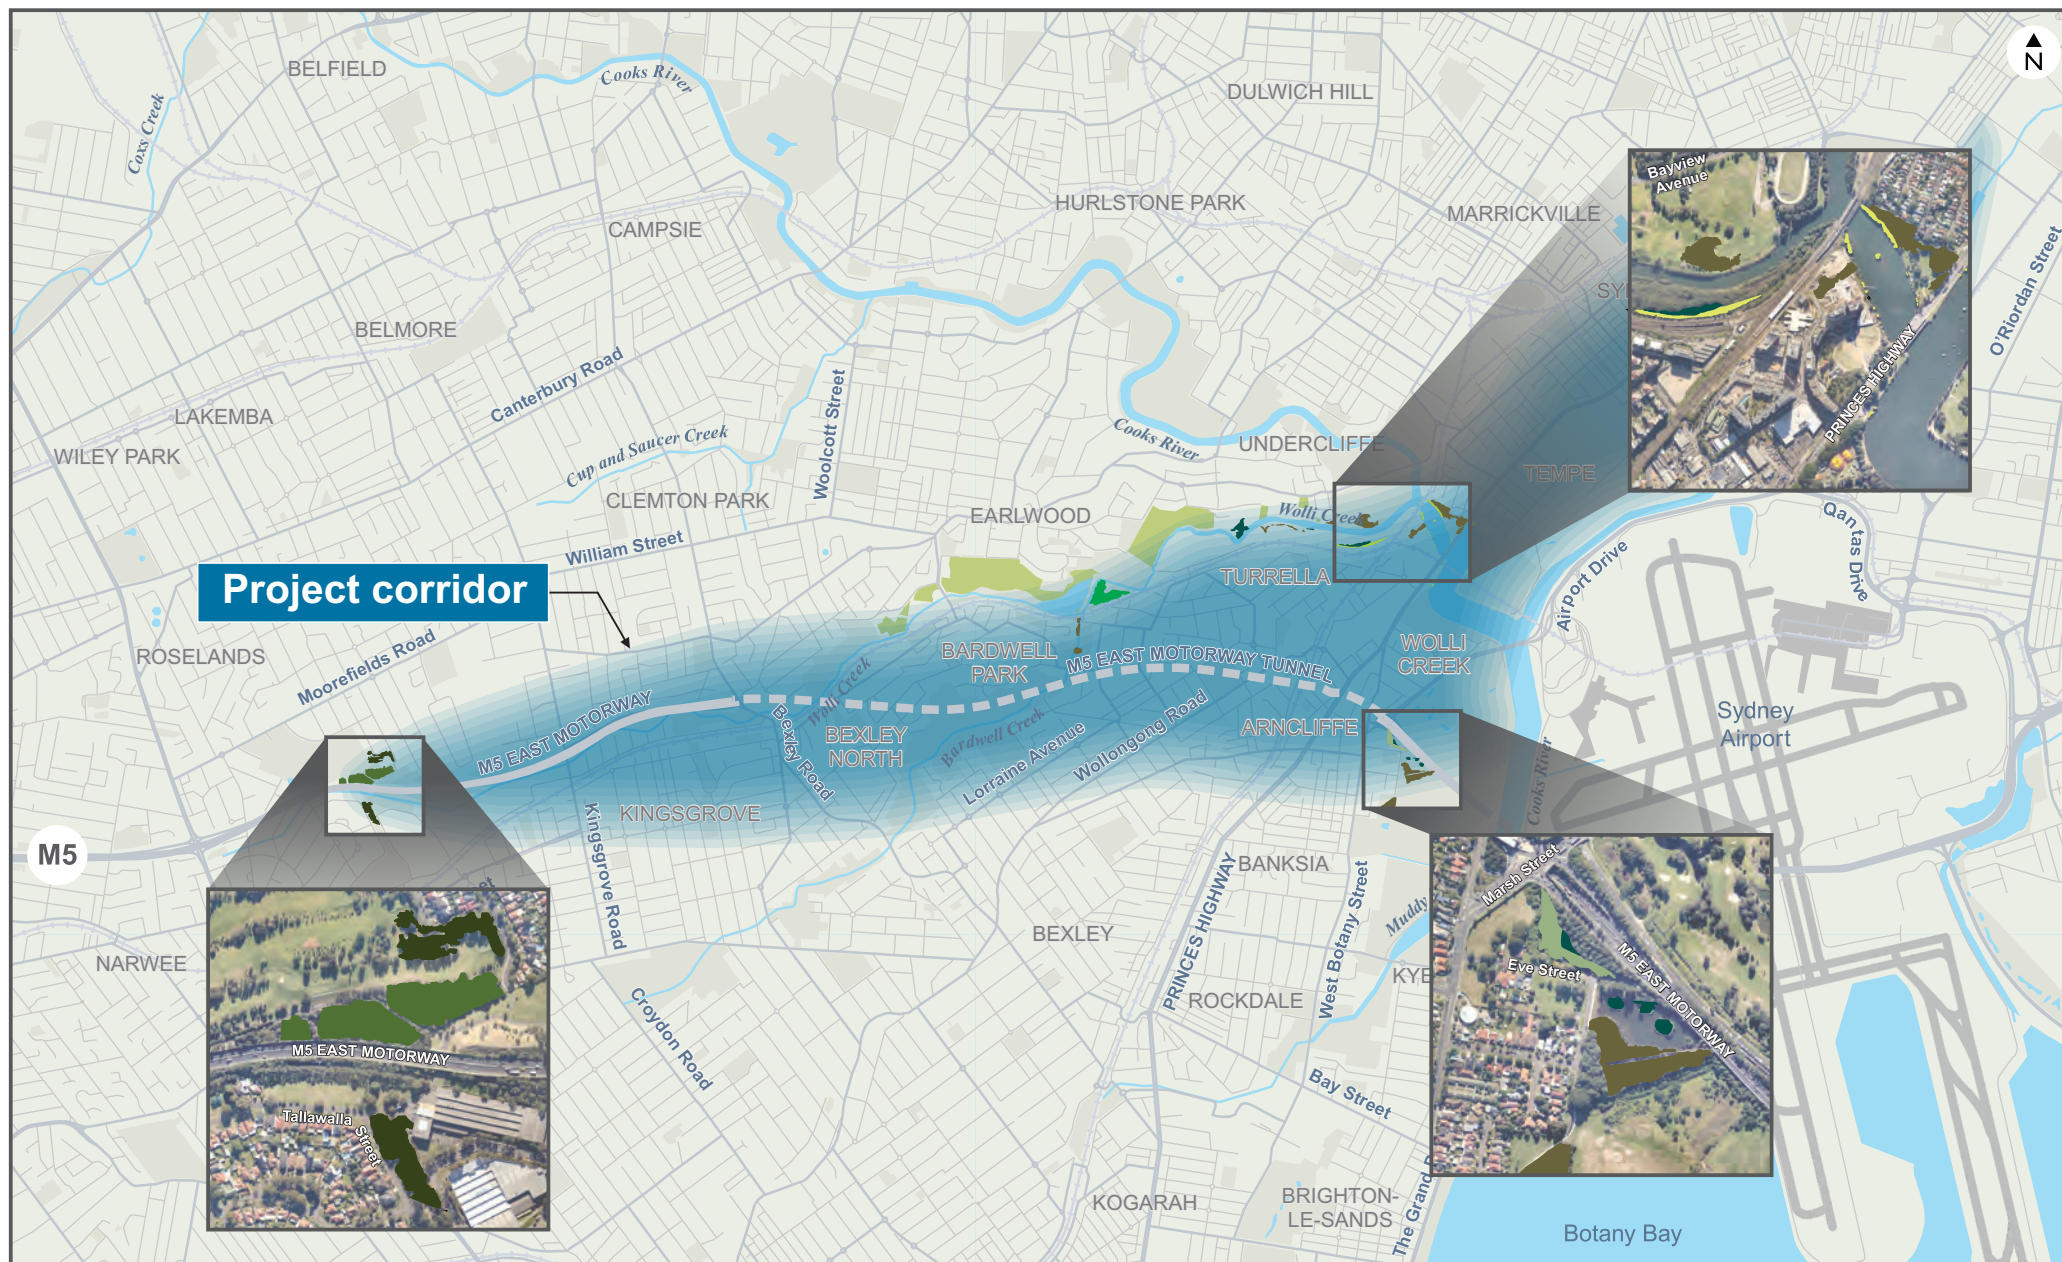 N
BELFIELD
Cooks River
DULWICH HILL
Coxs Creek
Bayview
Avenue
HURLSTONE PARK
MARRICKVILLE
CAMPSIE
O'Riordan Street
BELMORE
PRINCES HIGHWAY
Canterbury Road
LAKEMBA
Woolcott Street
WILEY PARK
Cup and Saucer Creek
Cooks River
UNDERCLIFFE
TEMPE
CLEMTON PARK
EARLWOOD
Wolli Creek
Qantas Drive
William Street
TURRELLA
Airport Drive
Project corridor
ROSELANDS
Moorefields Road
BARDWELL
PARK
M5 EAST MOTORWAY TUNNEL
WOLLI
CREEK
Wolli Creek
M5 EAST MOTORWAY
Bexley Road
BEXLEY
NORTH
Bardwell Creek
Lorraine Avenue
Wollongong Road
ARNCLIFFE
Sydney
Airport
Cooks River
KINGSGROVE
Kingsgrove Road
M5
BANKSIA
PRINCES HIGHWAY
West Botany Street
Marsh Street
Muddy
BEXLEY
NARWEE
KYE
Eve Street
M5 EAST MOTORWAY
ROCKDALE
Croydon Road
M5 EAST MOTORWAY
Bay Street
Tallawalla
Street
KOGARAH
BRIGHTON-
LE-SANDS
The Grand
Botany Bay